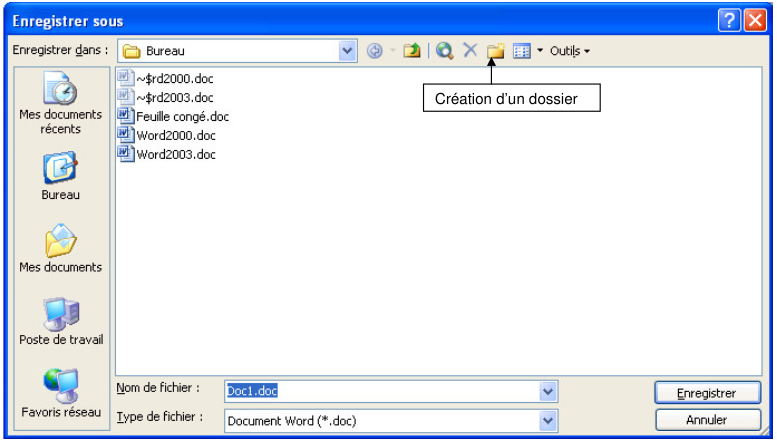 Enregistrer sous
Enregistrer dans :
Bureau
Outils
Création d'un dossier
Mes documents
récents
Bureau
Mes documents
Poste de travail
Favoris réseau
~$rd2000.doc
~$rd2003.doc
Feuille congé.doc
Word2000.doc
Word2003.doc
Nom de fichier :
Doc1.doc
Enregistrer
Type de fichier :
Document Word (*.doc)
Annuler